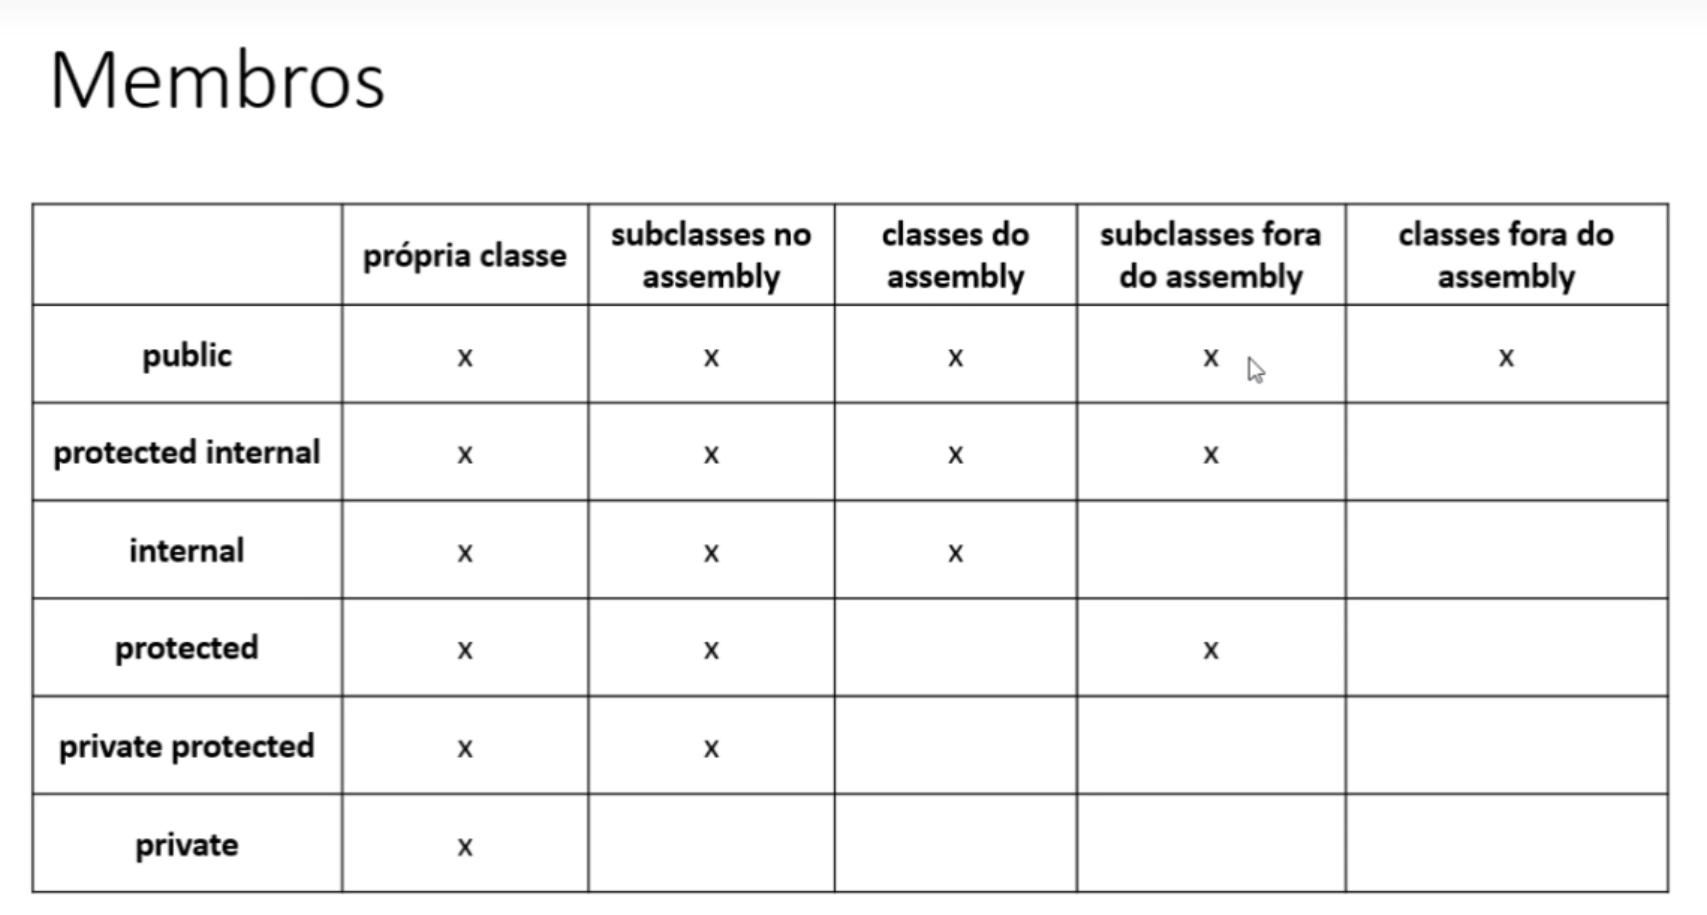 Membros
própria classe
subclasses no
assembly
classes do
assembly
subclasses fora
do assembly
classes fora do
assembly
public x x x x x
protected internal x x x x
internal x x x
protected x x x
private protected x x
private x